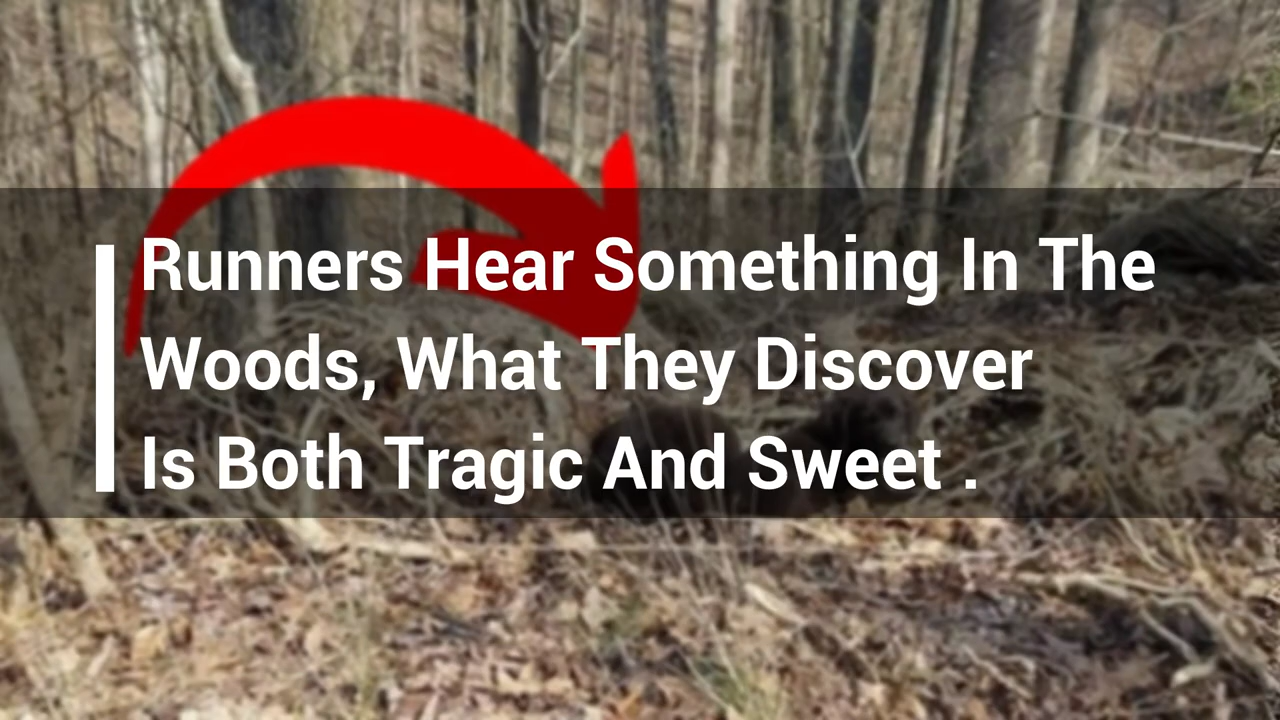 Runners Hear Something In The
Woods, What They Discover
Is Both Tragic And Sweet .